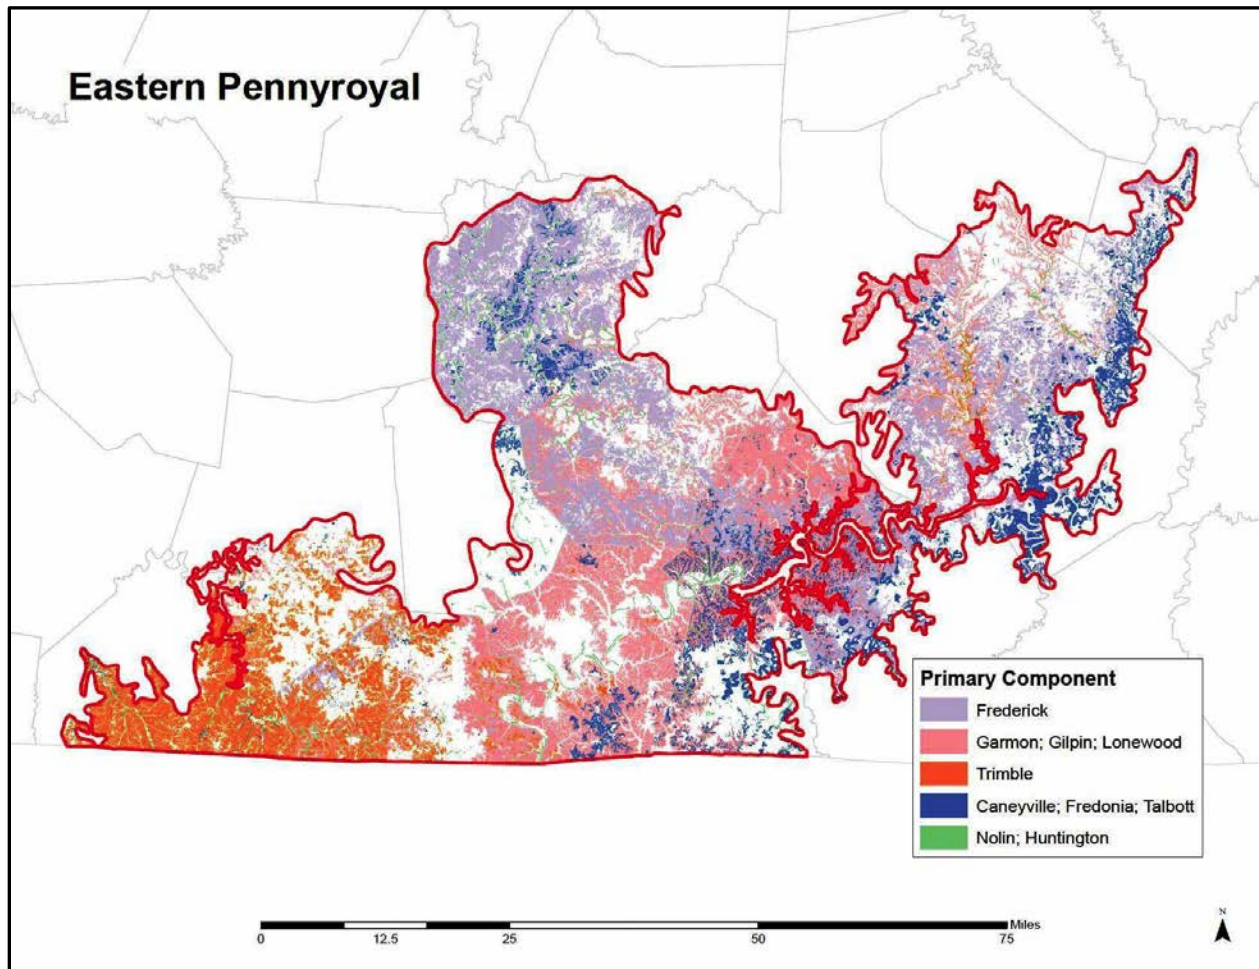 Eastern Pennyroyal
Primary Component
Frederick
Garmon; Gilpin; Lonewood
Trimble
Caneyville; Fredonia; Talbott
Nolin; Huntington
Miles
0 12.5 25 50 75
N